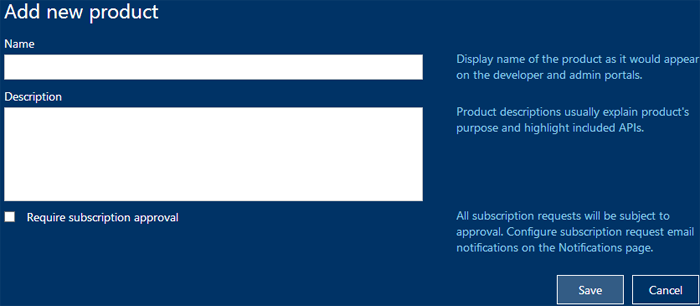 Add new product
Name
Display name of the product as it would appear
on the developer and admin portals.
Description
Product descriptions usually explain product's
purpose and highlight included APIs.
Require subscription approval
All subscription requests will be subject to
approval. Configure subscription request email
notifications on the Notifications page.
Save
Cancel